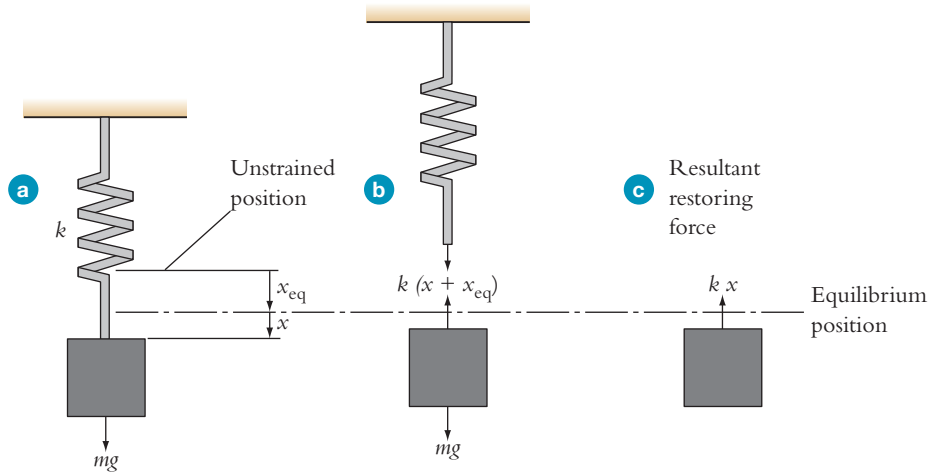 a
k
Unstrained
position
x_eq
x
mg
b
k (x + x_eq)
mg
c
Resultant
restoring
force
k x
Equilibrium
position